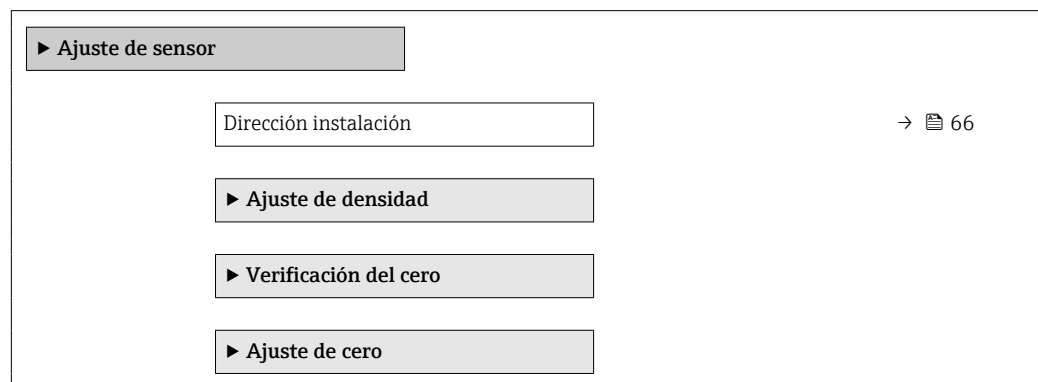 ▶ Ajuste de sensor
Dirección instalación → 66
▶ Ajuste de densidad
▶ Verificación del cero
▶ Ajuste de cero